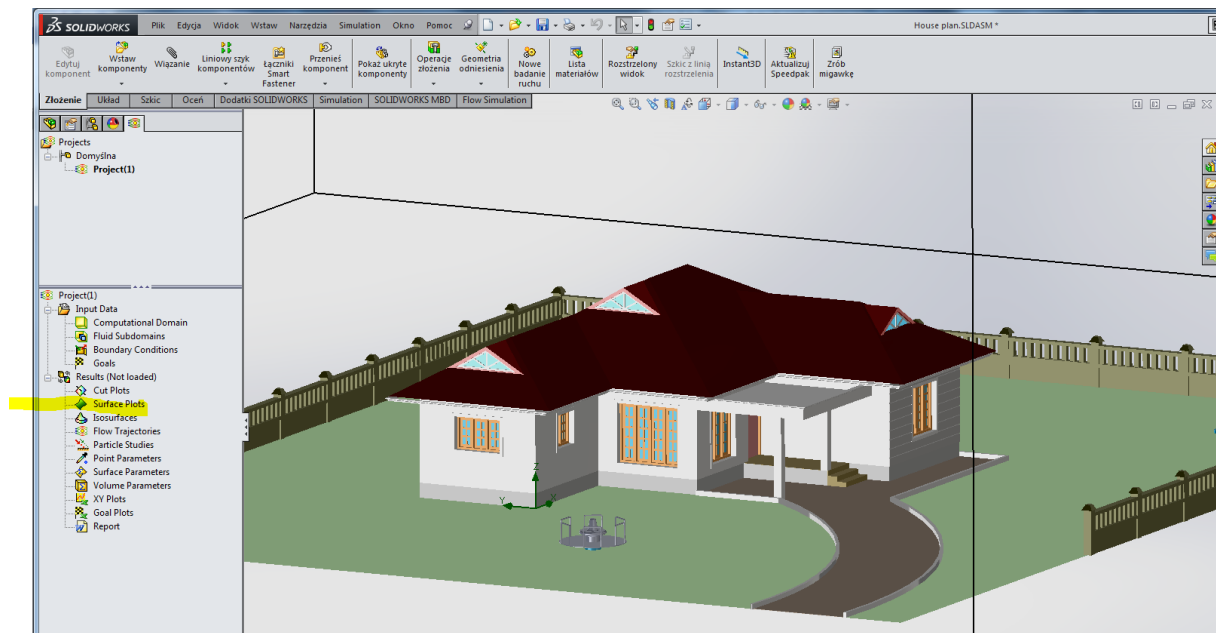 SOLIDWORKS Plik Edycja Widok Wstaw Narzędzia Simulation Okno Pomoc House plan.SLDASM *
Edytuj komponent
Wstaw komponenty
Wiązanie
Liniowy szyk komponentów
Łączniki Smart Fastener
Przenieś komponent
Pokaż ukryte komponenty
Operacje złożenia
Geometria odniesienia
Nowe badanie ruchu
Lista materiałów
Rozstrzelony widok
Szkic z linią rozstrzelenia
Instant3D
Aktualizuj Speedpak
Zrób migawkę
Złożenie Układ Szkic Oceń Dodatki SOLIDWORKS Simulation SOLIDWORKS MBD Flow Simulation
Projects
Domyślna
Project(1)
Project(1)
Input Data
Computational Domain
Fluid Subdomains
Boundary Conditions
Goals
Results (Not loaded)
Cut Plots
Surface Plots
Isosurfaces
Flow Trajectories
Particle Studies
Point Parameters
Surface Parameters
Volume Parameters
XY Plots
Goal Plots
Report
Z
Y X